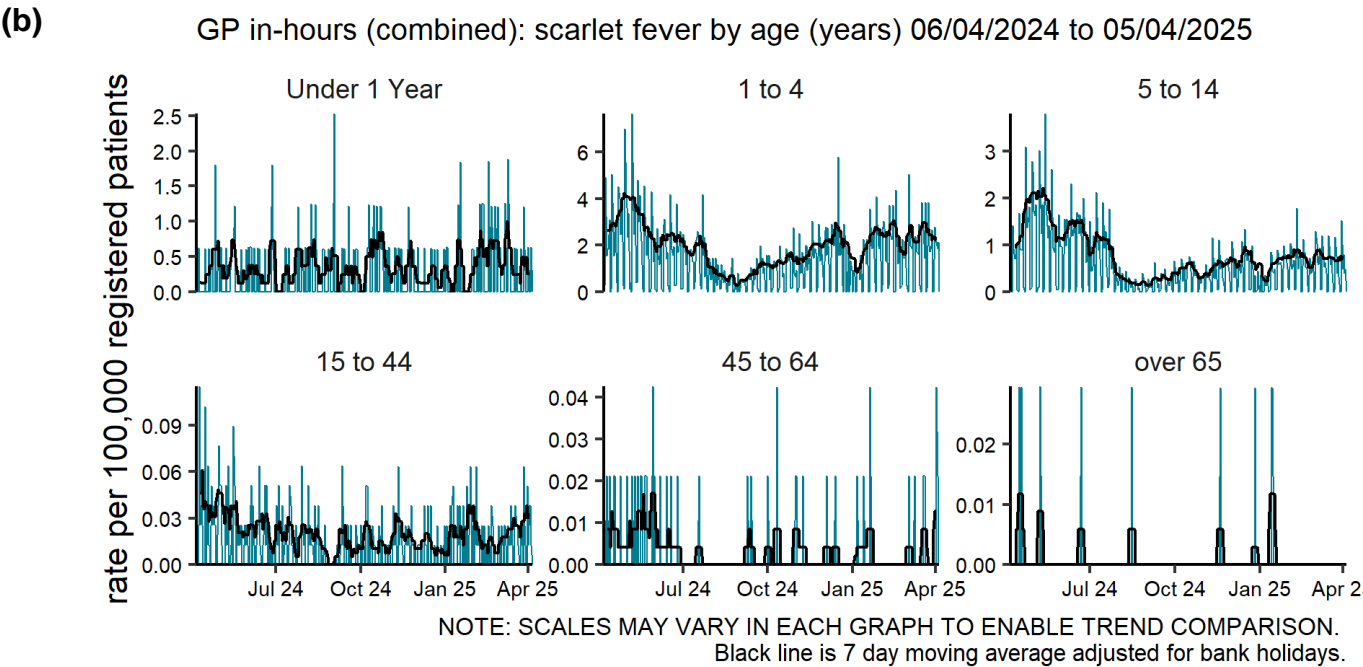 (b)
GP in-hours (combined): scarlet fever by age (years) 06/04/2024 to 05/04/2025
rate per 100,000 registered patients
Under 1 Year
2.5
2.0
1.5
1.0
0.5
0.0
1 to 4
6
4
2
0
5 to 14
3
2
1
0
15 to 44
0.09
0.06
0.03
0.00
Jul 24 Oct 24 Jan 25 Apr 25
45 to 64
0.04
0.03
0.02
0.01
0.00
Jul 24 Oct 24 Jan 25 Apr 25
over 65
0.02
0.01
0.00
Jul 24 Oct 24 Jan 25 Apr 2
NOTE: SCALES MAY VARY IN EACH GRAPH TO ENABLE TREND COMPARISON.
Black line is 7 day moving average adjusted for bank holidays.